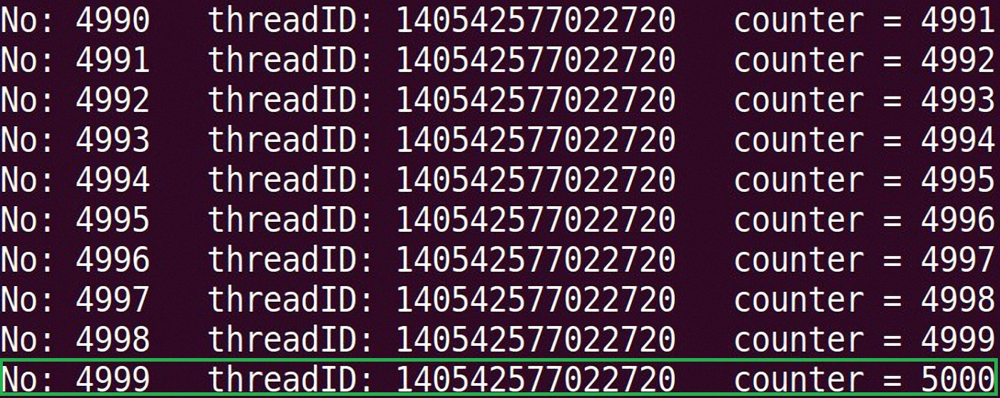 No: 4990   threadID: 140542577022720   counter = 4991
No: 4991   threadID: 140542577022720   counter = 4992
No: 4992   threadID: 140542577022720   counter = 4993
No: 4993   threadID: 140542577022720   counter = 4994
No: 4994   threadID: 140542577022720   counter = 4995
No: 4995   threadID: 140542577022720   counter = 4996
No: 4996   threadID: 140542577022720   counter = 4997
No: 4997   threadID: 140542577022720   counter = 4998
No: 4998   threadID: 140542577022720   counter = 4999
No: 4999   threadID: 140542577022720   counter = 5000